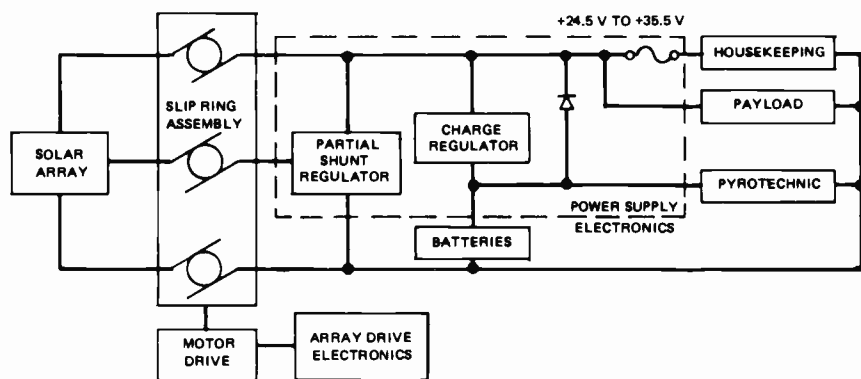 +24.5 V TO +35.5 V
HOUSEKEEPING
SLIP RING
ASSEMBLY
PAYLOAD
SOLAR
ARRAY
PARTIAL
SHUNT
REGULATOR
CHARGE
REGULATOR
PYROTECHNIC
POWER SUPPLY
ELECTRONICS
BATTERIES
MOTOR
DRIVE
ARRAY DRIVE
ELECTRONICS